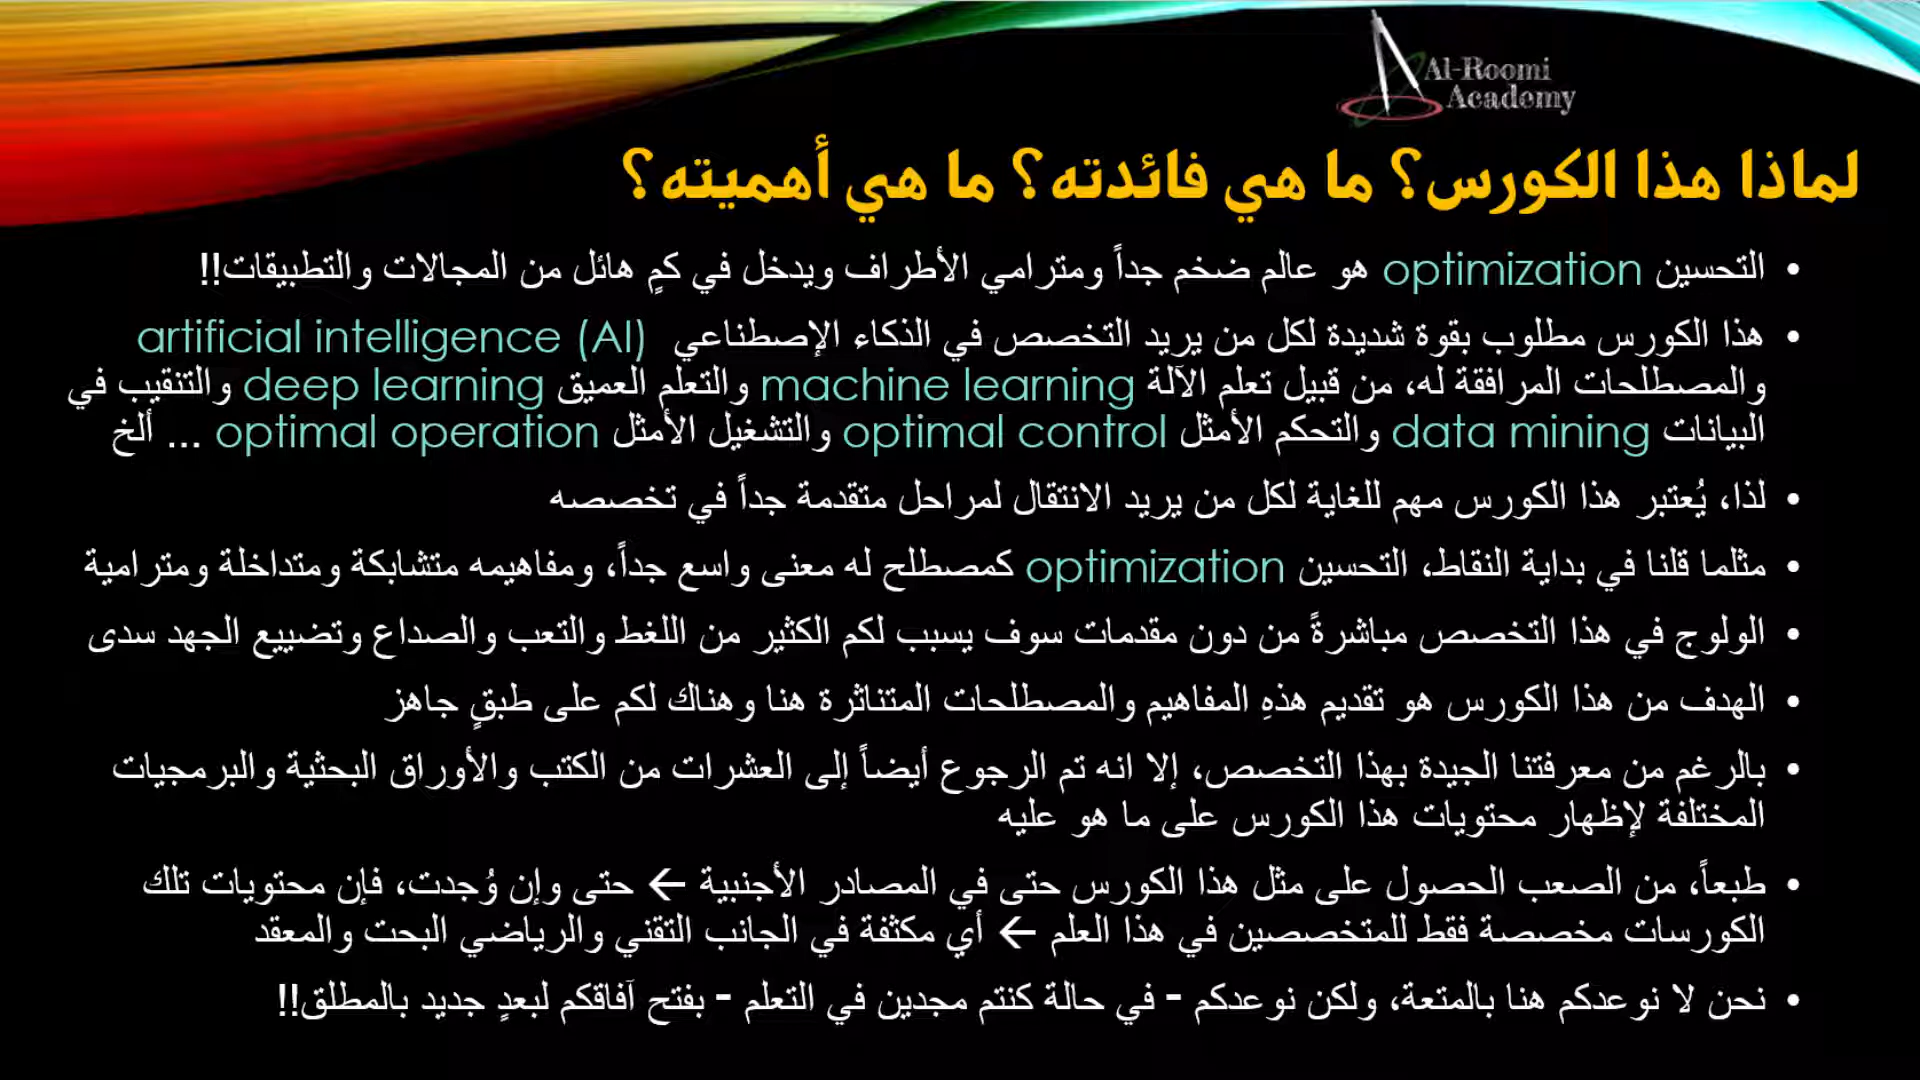 Al-Roomi
Academy
لماذا هذا الكورس؟ ما هي فائدته؟ ما هي أهميته؟
• التحسين optimization هو عالم ضخم جداً ومترامي الأطراف ويدخل في كمٍ هائل من المجالات والتطبيقات!!
• هذا الكورس مطلوب بقوة شديدة لكل من يريد التخصص في الذكاء الإصطناعي artificial intelligence (AI)
والمصطلحات المرافقة له، من قبيل تعلم الآلة machine learning والتعلم العميق deep learning والتنقيب في
البيانات data mining والتحكم الأمثل optimal control والتشغيل الأمثل optimal operation ... ألخ
• لذا، يُعتبر هذا الكورس مهم للغاية لكل من يريد الانتقال لمراحل متقدمة جداً في تخصصه
• مثلما قلنا في بداية النقاط، التحسين optimization كمصطلح له معنى واسع جداً، ومفاهيمه متشابكة ومتداخلة ومترامية
• الولوج في هذا التخصص مباشرةً من دون مقدمات سوف يسبب لكم الكثير من اللغط والتعب والصداع وتضييع الجهد سدى
• الهدف من هذا الكورس هو تقديم هذهِ المفاهيم والمصطلحات المتناثرة هنا وهناك لكم على طبقٍ جاهز
• بالرغم من معرفتنا الجيدة بهذا التخصص، إلا انه تم الرجوع أيضاً إلى العشرات من الكتب والأوراق البحثية والبرمجيات
المختلفة لإظهار محتويات هذا الكورس على ما هو عليه
• طبعاً، من الصعب الحصول على مثل هذا الكورس حتى في المصادر الأجنبية ← حتى وإن وُجدت، فإن محتويات تلك
الكورسات مخصصة فقط للمتخصصين في هذا العلم ← أي مكثفة في الجانب التقني والرياضي البحت والمعقد
• نحن لا نوعدكم هنا بالمتعة، ولكن نوعدكم - في حالة كنتم مجدين في التعلم - بفتح آفاقكم لبعدٍ جديد بالمطلق!!